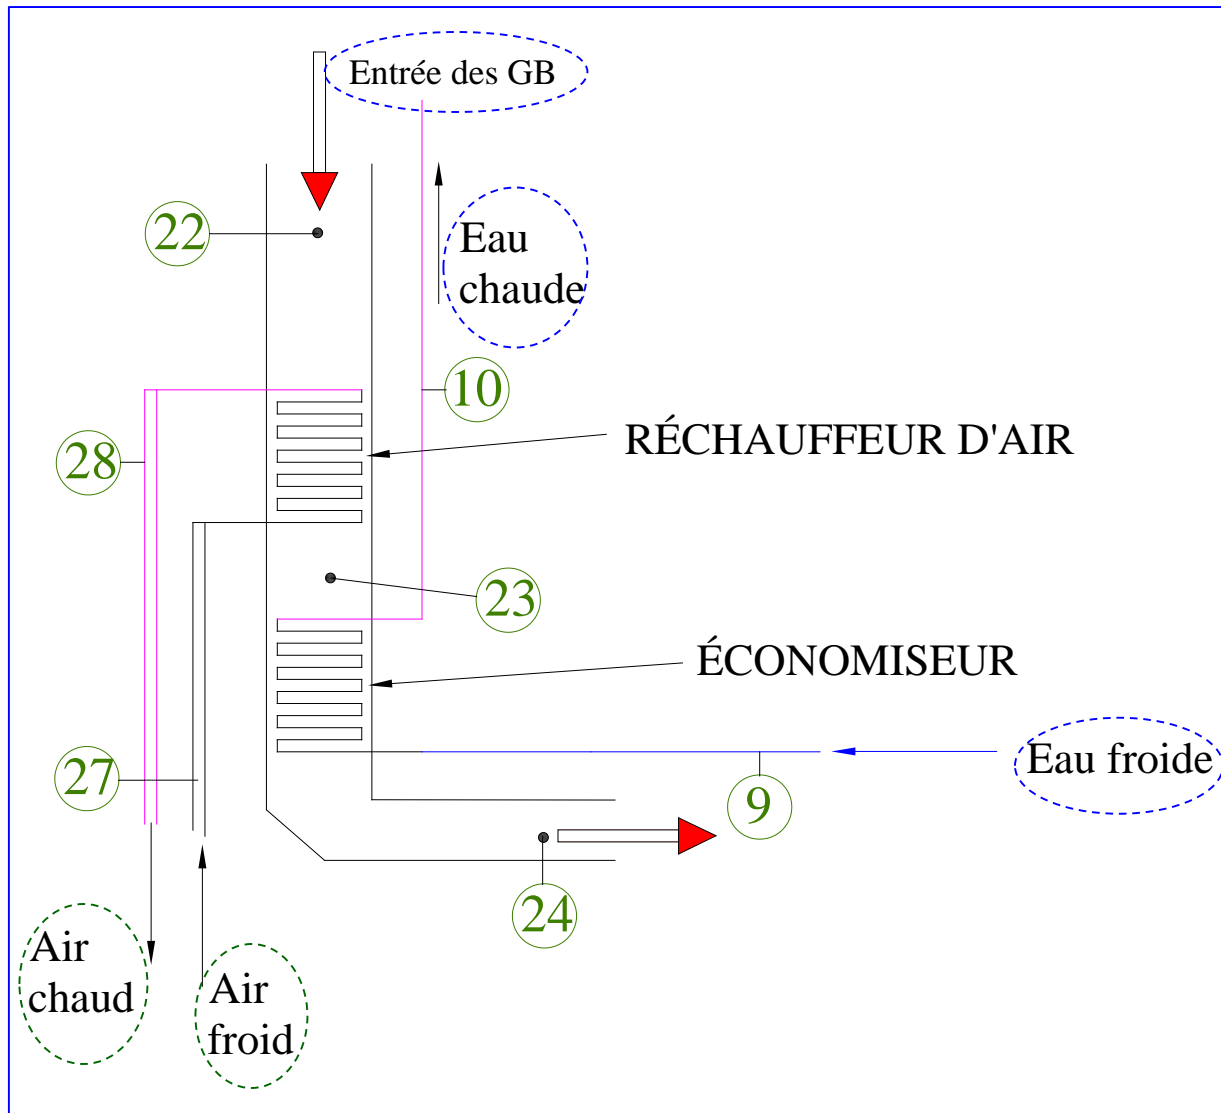 Entrée des GB
22
Eau
chaude
10
RÉCHAUFFEUR D'AIR
28
23
ÉCONOMISEUR
Eau froide
27
9
24
Air
chaud
Air
froid